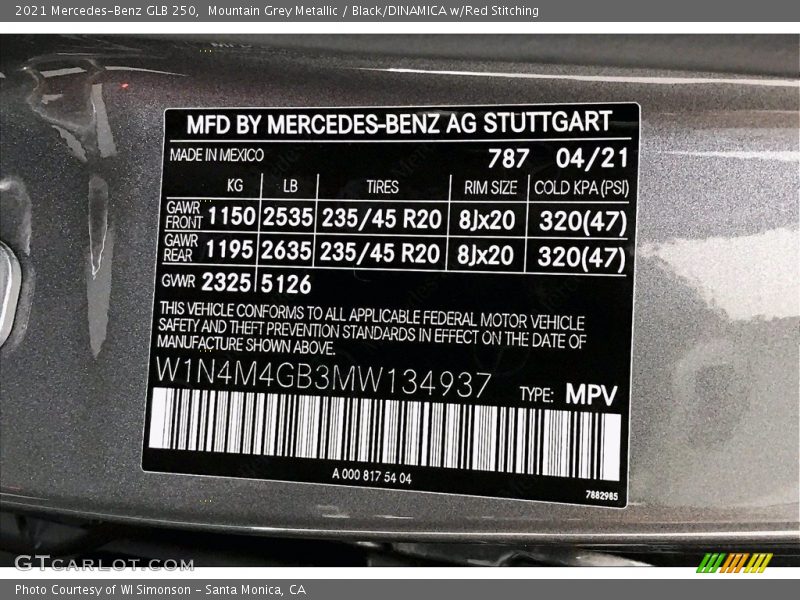 2021 Mercedes-Benz GLB 250, Mountain Grey Metallic / Black/DINAMICA w/Red Stitching
MFD BY MERCEDES-BENZ AG STUTTGART
MADE IN MEXICO 787 04/21
KG LB TIRES RIM SIZE COLD KPA (PSI)
GAWR FRONT 1150 2535 235/45 R20 8Jx20 320(47)
GAWR REAR 1195 2635 235/45 R20 8Jx20 320(47)
GWR 2325 5126
THIS VEHICLE CONFORMS TO ALL APPLICABLE FEDERAL MOTOR VEHICLE
SAFETY AND THEFT PREVENTION STANDARDS IN EFFECT ON THE DATE OF
MANUFACTURE SHOWN ABOVE.
W1N4M4GB3MW134937 TYPE: MPV
A 000 817 54 04
7882985
GTCARLOT.COM
Photo Courtesy of WI Simonson - Santa Monica, CA